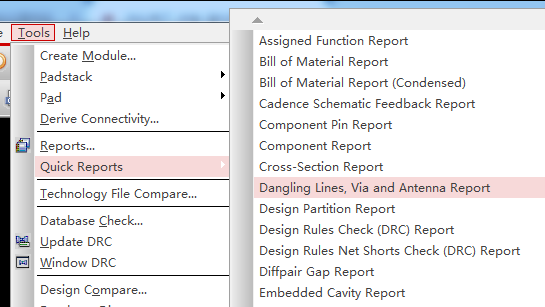 e Tools Help
Create Module...
Padstack
Pad
Derive Connectivity...
Reports...
Quick Reports
Technology File Compare...
Database Check...
Update DRC
Window DRC
Design Compare...
Assigned Function Report
Bill of Material Report
Bill of Material Report (Condensed)
Cadence Schematic Feedback Report
Component Pin Report
Component Report
Cross-Section Report
Dangling Lines, Via and Antenna Report
Design Partition Report
Design Rules Check (DRC) Report
Design Rules Net Shorts Check (DRC) Report
Diffpair Gap Report
Embedded Cavity Report